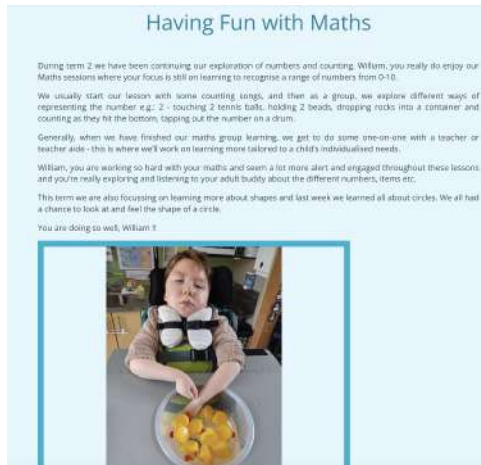 Having Fun with Maths
During term 2 we have been continuing our exploration of numbers and counting. William, you really do enjoy our
Maths sessions where your focus is still on learning to recognise a range of numbers from 0-10.
We usually start our lesson with some counting songs, and then as a group, we explore different ways of
representing the number e.g.: 2 - touching 2 tennis balls, holding 2 beads, dropping rocks into a container and
counting as they hit the bottom, tapping out the number on a drum.
Generally, when we have finished our maths group learning, we get to do some one-on-one with a teacher or
teacher aide - this is where we'll work on learning more tailored to a child's individualised needs.
William, you are working so hard with your maths and seem a lot more alert and engaged throughout these lessons
and you're really exploring and listening to your adult buddy about the different numbers, items etc.
This term we are also focussing on learning more about shapes and last week we learned all about circles. We all had
a chance to look at and feel the shape of a circle.
You are doing so well, William !!